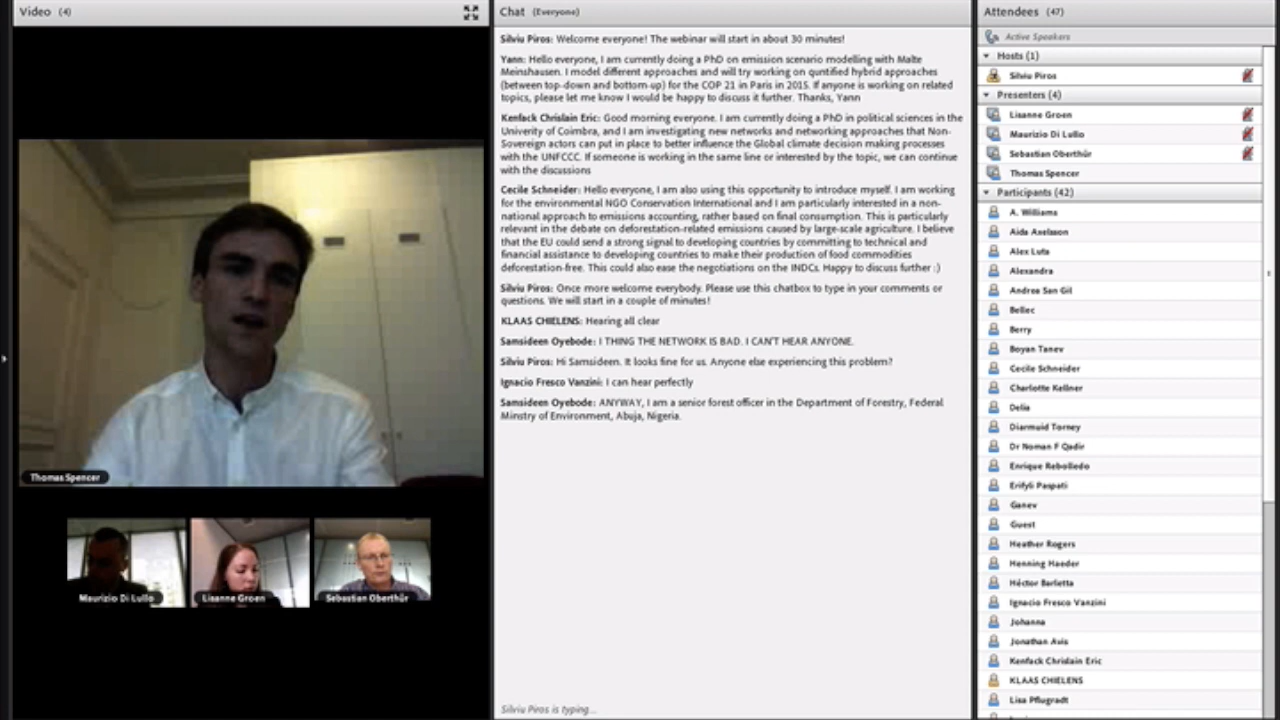 Video (4)
Thomas Spencer
Maurizio Di Lullo
Lisanne Groen
Sebastian Oberthür
Chat (Everyone)
Silviu Piros: Welcome everyone! The webinar will start in about 30 minutes!
Yann: Hello everyone, I am currently doing a PhD on emission scenario modelling with Malte
Meinshausen. I model different approaches and will try working on quntified hybrid approaches
(between top-down and bottom-up) for the COP 21 in Paris in 2015. If anyone is working on related
topics, please let me know I would be happy to discuss it further. Thanks, Yann
Kenfack Chrislain Eric: Good morning everyone. I am currently doing a PhD in political sciences in the
Univerity of Coimbra, and I am investigating new networks and networking approaches that Non-
Sovereign actors can put in place to better influence the Global climate decision making processes
with the UNFCCC. If someone is working in the same line or interested by the topic, we can continue
with the discussions
Cecile Schneider: Hello everyone, I am also using this opportunity to introduce myself. I am working
for the environmental NGO Conservation International and I am particularly interested in a non-
national approach to emissions accounting, rather based on final consumption. This is particularly
relevant in the debate on deforestation-related emissions caused by large-scale agriculture. I believe
that the EU could send a strong signal to developing countries by committing to technical and
financial assistance to developing countries to make their production of food commodities
deforestation-free. This could also ease the negotiations on the INDCs. Happy to discuss further :)
Silviu Piros: Once more welcome everybody. Please use this chatbox to type in your comments or
questions. We will start in a couple of minutes!
KLAAS CHIELENS: Hearing all clear
Samsideen Oyebode: I THING THE NETWORK IS BAD. I CAN'T HEAR ANYONE.
Silviu Piros: Hi Samsideen. It looks fine for us. Anyone else experiencing this problem?
Ignacio Fresco Vanzini: I can hear perfectly
Samsideen Oyebode: ANYWAY, I am a senior forest officer in the Department of Forestry, Federal
Minstry of Environment, Abuja, Nigeria.
Silviu Piros is typing...
Attendees (47)
Active Speakers
Hosts (1)
Silviu Piros
Presenters (4)
Lisanne Groen
Maurizio Di Lullo
Sebastian Oberthür
Thomas Spencer
Participants (42)
A. Williams
Aida Axelsson
Alex Luta
Alexandra
Andrea San Gil
Bellec
Berry
Boyan Tanev
Cecile Schneider
Charlotte Kellner
Delia
Diarmuid Torney
Dr Noman F Qadir
Enrique Rebolledo
Erifyli Paspati
Ganev
Guest
Heather Rogers
Henning Haeder
Héctor Barletta
Ignacio Fresco Vanzini
Johanna
Jonathan Avis
Kenfack Chrislain Eric
KLAAS CHIELENS
Lisa Pflugradt